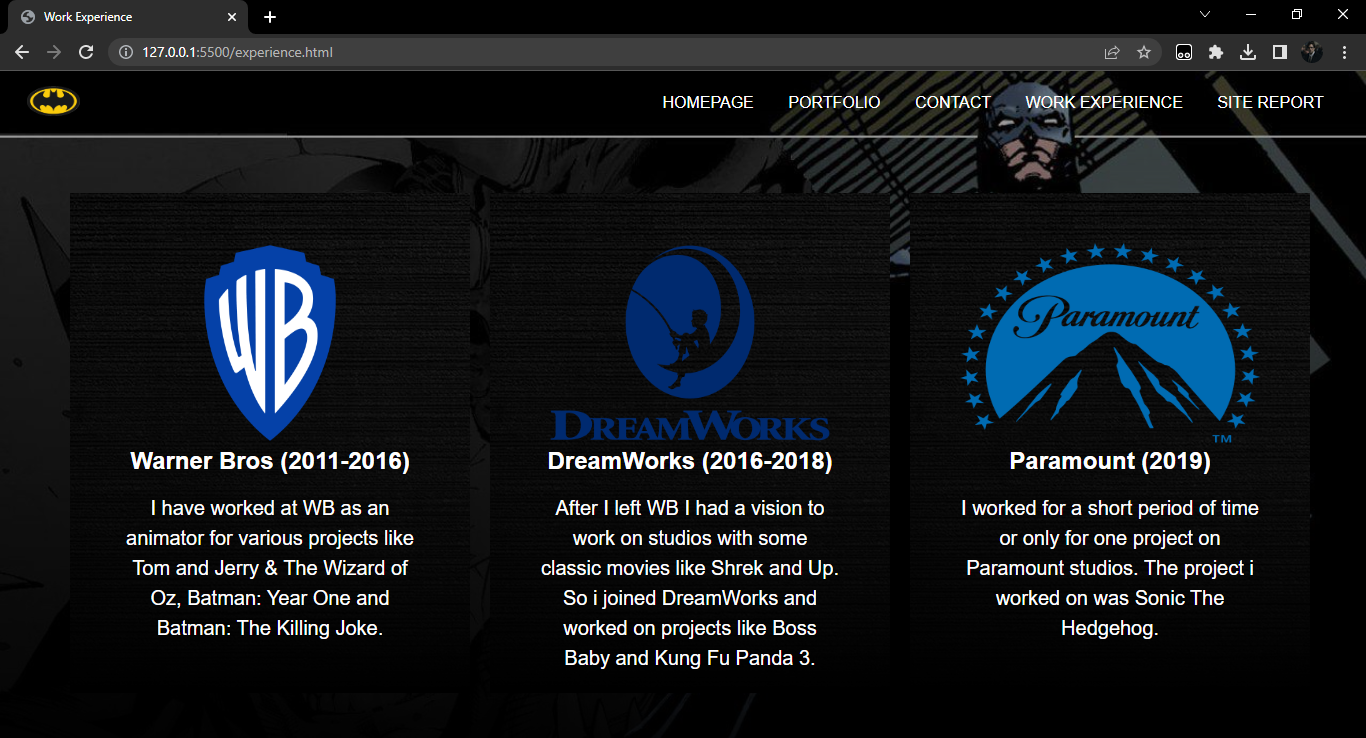 Work Experience
127.0.0.1:5500/experience.html
HOMEPAGE PORTFOLIO CONTACT WORK EXPERIENCE SITE REPORT
WB
Warner Bros (2011-2016)
I have worked at WB as an
animator for various projects like
Tom and Jerry & The Wizard of
Oz, Batman: Year One and
Batman: The Killing Joke.
DREAMWORKS
DreamWorks (2016-2018)
After I left WB I had a vision to
work on studios with some
classic movies like Shrek and Up.
So i joined DreamWorks and
worked on projects like Boss
Baby and Kung Fu Panda 3.
Paramount
TM
Paramount (2019)
I worked for a short period of time
or only for one project on
Paramount studios. The project i
worked on was Sonic The
Hedgehog.